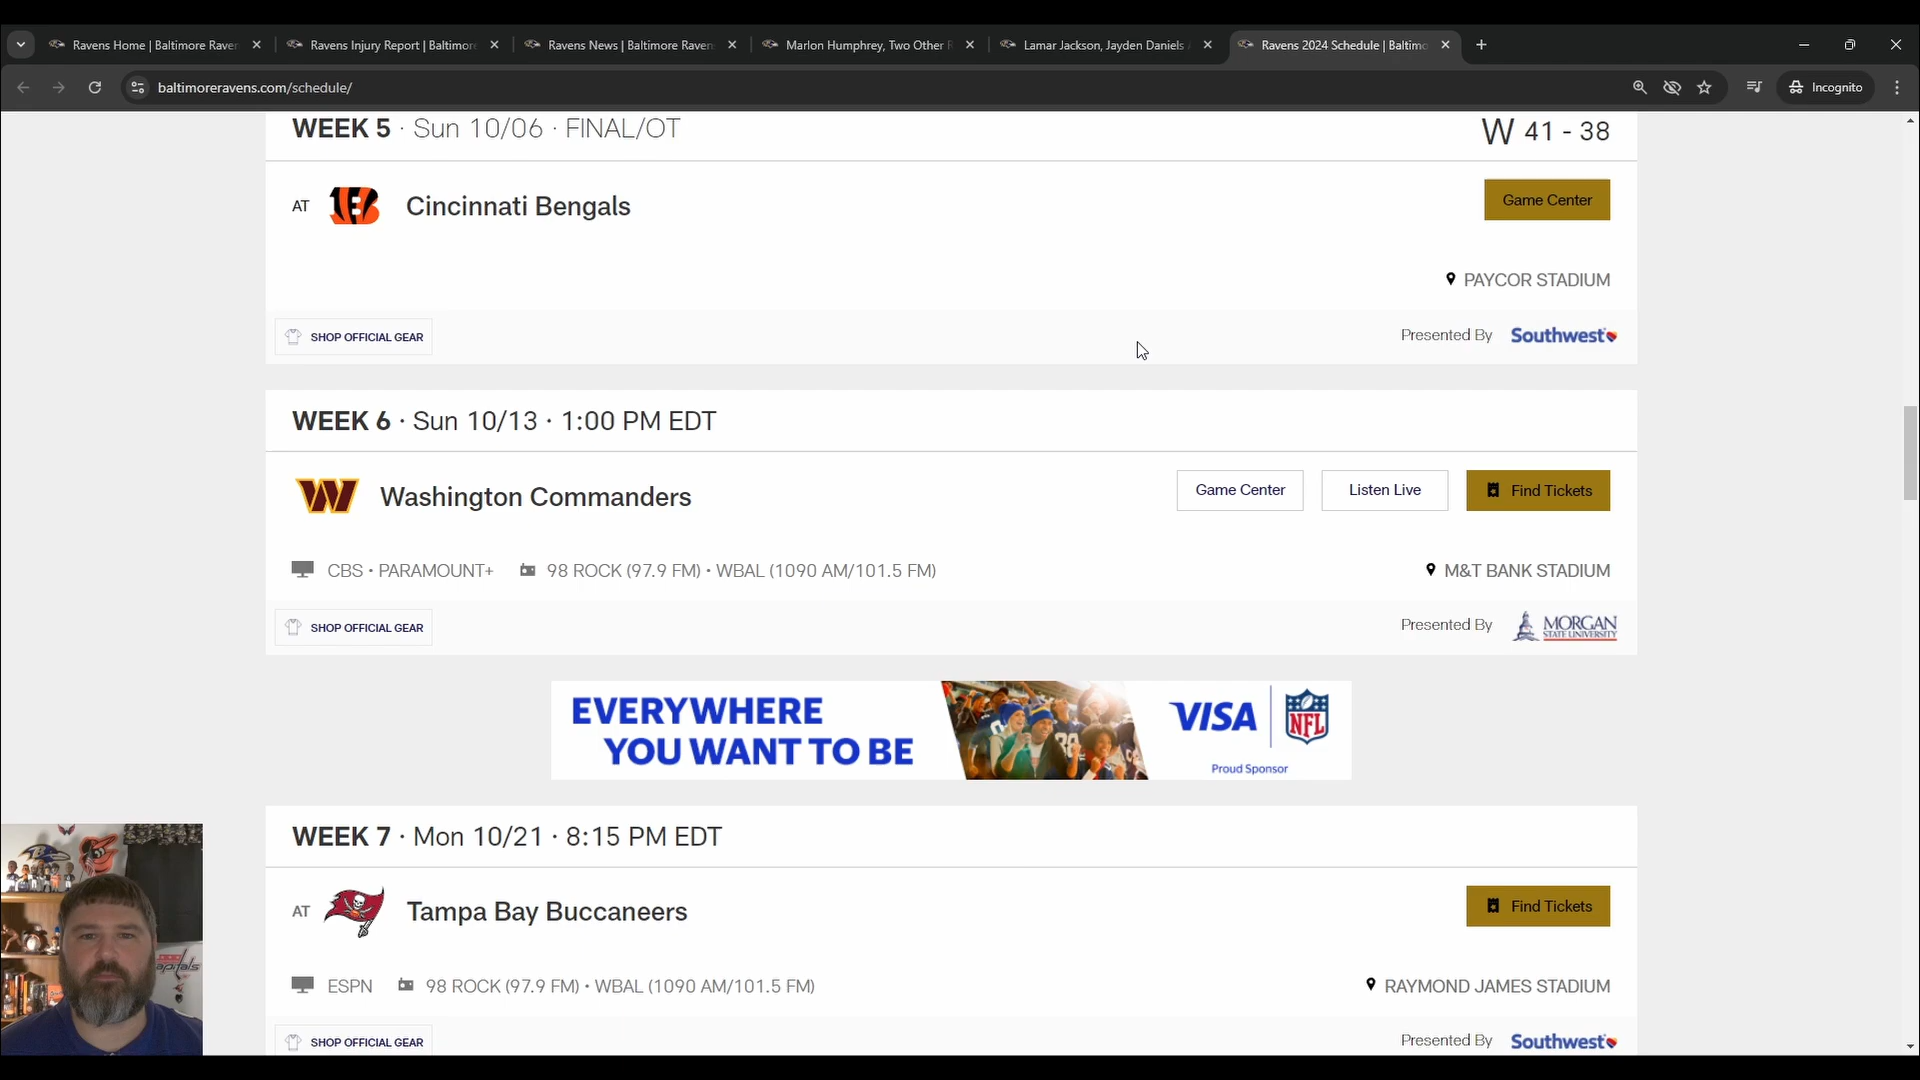 Ravens Home | Baltimore Raven
Ravens Injury Report | Baltimore
Ravens News | Baltimore Raven
Marlon Humphrey, Two Other R
Lamar Jackson, Jayden Daniels
Ravens 2024 Schedule | Baltimo
baltimoreravens.com/schedule/
Incognito
WEEK 5 · Sun 10/06 · FINAL/OT
W 41 - 38
AT
Cincinnati Bengals
Game Center
PAYCOR STADIUM
SHOP OFFICIAL GEAR
Presented By
Southwest
WEEK 6 · Sun 10/13 · 1:00 PM EDT
W
Washington Commanders
Game Center
Listen Live
Find Tickets
CBS • PARAMOUNT+
98 ROCK (97.9 FM) • WBAL (1090 AM/101.5 FM)
M&T BANK STADIUM
SHOP OFFICIAL GEAR
Presented By
MORGAN
STATE UNIVERSITY
EVERYWHERE
YOU WANT TO BE
VISA
NFL
Proud Sponsor
WEEK 7 · Mon 10/21 · 8:15 PM EDT
AT
Tampa Bay Buccaneers
Find Tickets
ESPN
98 ROCK (97.9 FM) • WBAL (1090 AM/101.5 FM)
RAYMOND JAMES STADIUM
SHOP OFFICIAL GEAR
Presented By
Southwest
capitals